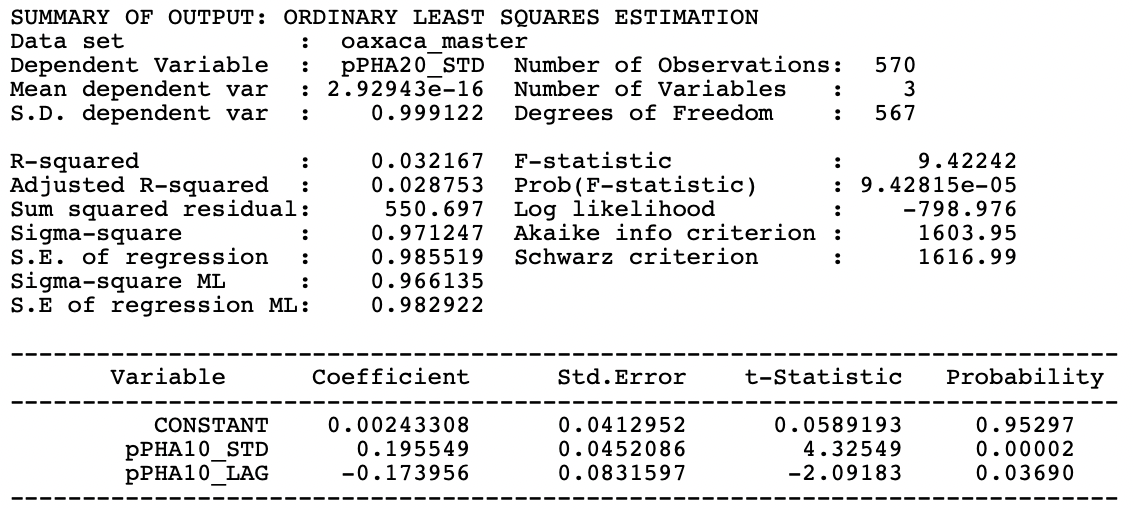 SUMMARY OF OUTPUT: ORDINARY LEAST SQUARES ESTIMATION
Data set            :  oaxaca_master
Dependent Variable  :  pPHA20_STD  Number of Observations:  570
Mean dependent var  : 2.92943e-16  Number of Variables   :    3
S.D. dependent var  :    0.999122  Degrees of Freedom    :  567
R-squared           :    0.032167  F-statistic           :     9.42242
Adjusted R-squared  :    0.028753  Prob(F-statistic)     : 9.42815e-05
Sum squared residual:     550.697  Log likelihood        :    -798.976
Sigma-square        :    0.971247  Akaike info criterion :     1603.95
S.E. of regression  :    0.985519  Schwarz criterion     :     1616.99
Sigma-square ML     :    0.966135
S.E of regression ML:    0.982922
-----------------------------------------------------------------------------
Variable      Coefficient      Std.Error    t-Statistic   Probability
-----------------------------------------------------------------------------
CONSTANT    0.00243308      0.0412952      0.0589193     0.95297
pPHA10_STD      0.195549      0.0452086        4.32549     0.00002
pPHA10_LAG     -0.173956      0.0831597       -2.09183     0.03690
-----------------------------------------------------------------------------